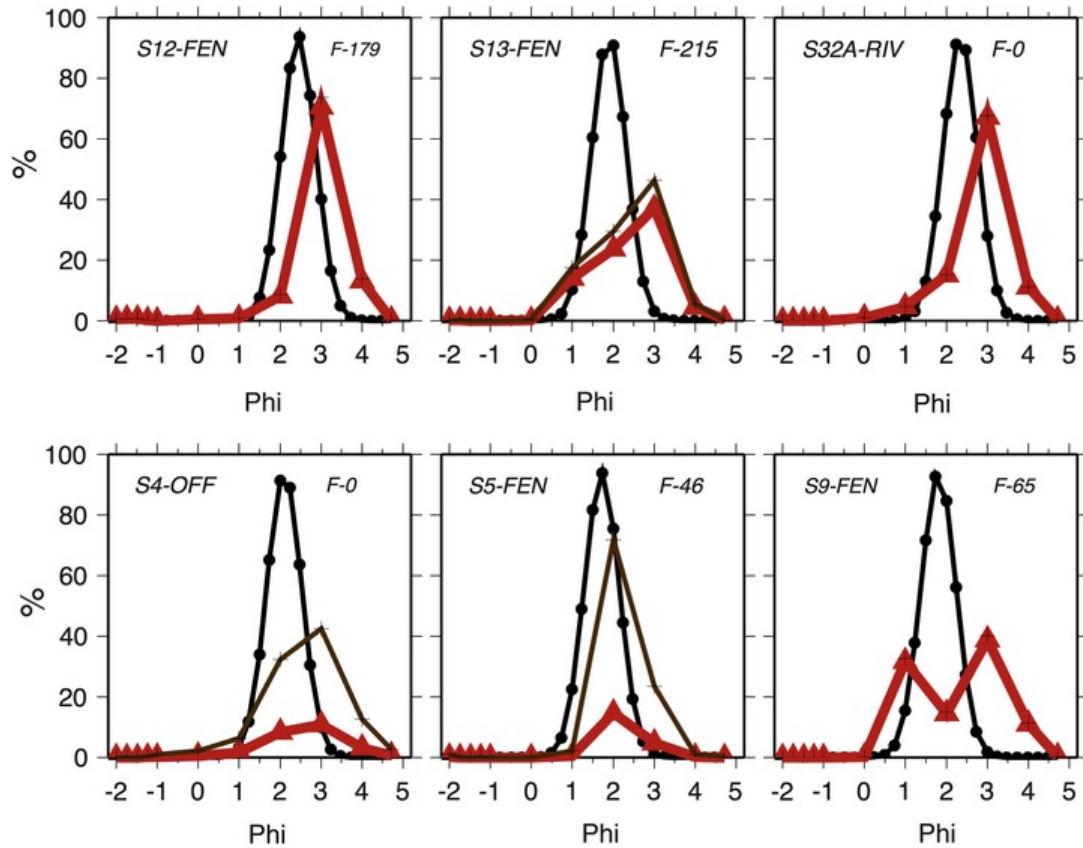 100
80
60
40
20
0
%
S12-FEN F-179
-2 -1 0 1 2 3 4 5
Phi
S13-FEN F-215
-2 -1 0 1 2 3 4 5
Phi
S32A-RIV F-0
-2 -1 0 1 2 3 4 5
Phi
100
80
60
40
20
0
%
S4-OFF F-0
-2 -1 0 1 2 3 4 5
Phi
S5-FEN F-46
-2 -1 0 1 2 3 4 5
Phi
S9-FEN F-65
-2 -1 0 1 2 3 4 5
Phi